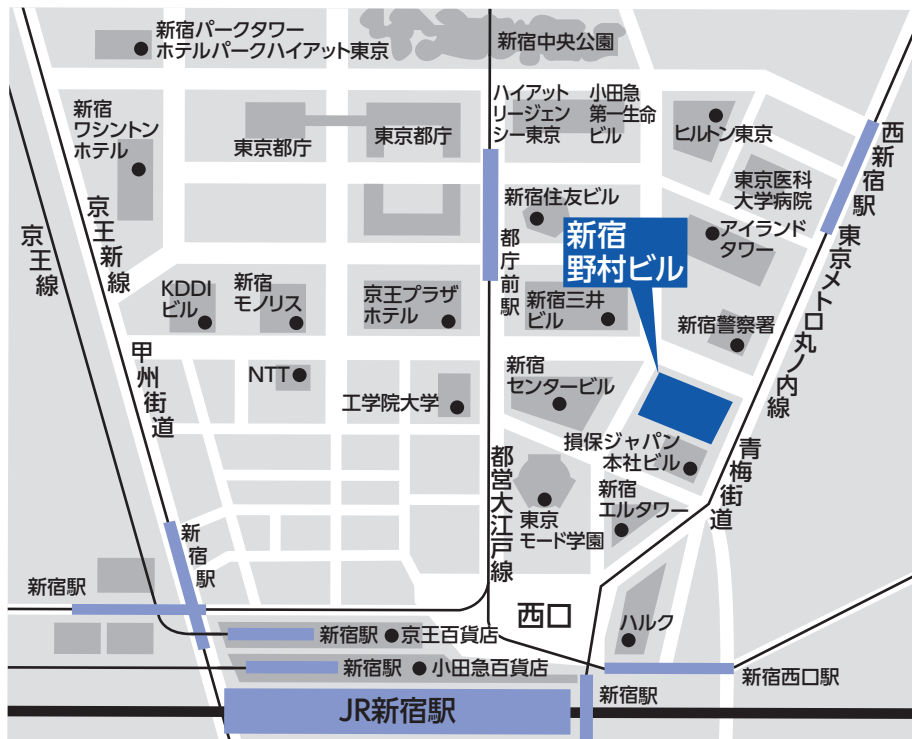 新宿パークタワー
ホテルパークハイアット東京
新宿中央公園
新宿
ワシントン
ホテル
東京都庁
東京都庁
ハイアット
リージェン
シー東京
小田急
第一生命
ビル
ヒルトン東京
西新宿駅
東京医科
大学病院
新宿住友ビル
アイランド
タワー
新宿
野村ビル
京王線
京王新線
都庁前駅
東京メトロ丸ノ内線
KDDI
ビル
新宿
モノリス
京王プラザ
ホテル
新宿三井
ビル
新宿警察署
甲州街道
NTT
工学院大学
新宿
センタービル
損保ジャパン
本社ビル
青梅街道
都営大江戸線
新宿
エルタワー
東京
モード学園
新宿駅
新宿駅
西口
ハルク
新宿駅
京王百貨店
新宿駅
小田急百貨店
新宿西口駅
新宿駅
JR新宿駅